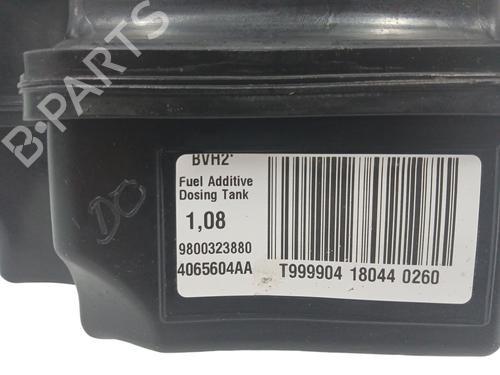 B-PARTS
BVH2
Fuel Additive
Dosing Tank
1,08
9800323880
4065604AA
T999904 18044 0260
DO